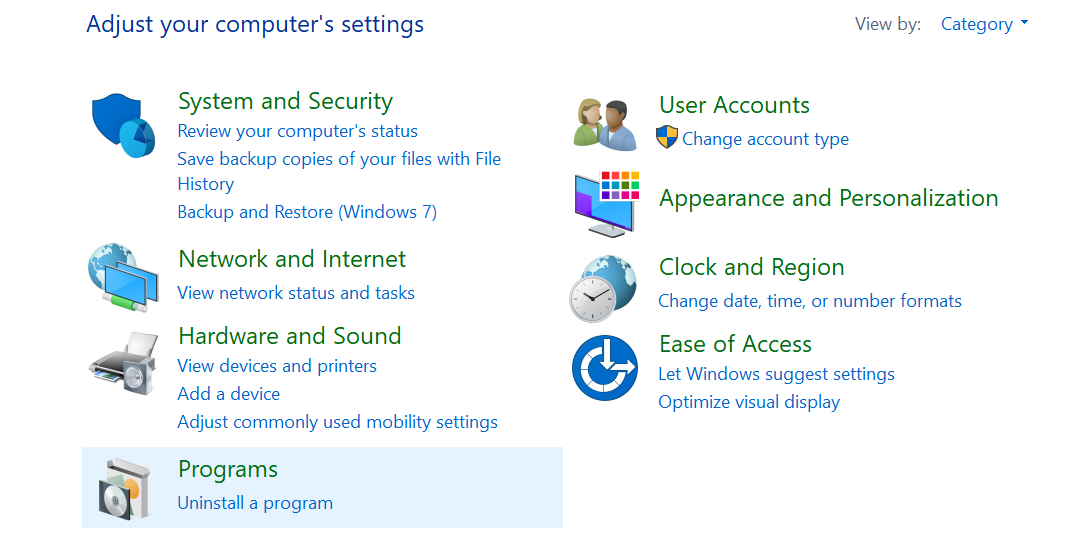 Adjust your computer's settings
View by: Category
System and Security
Review your computer's status
Save backup copies of your files with File
History
Backup and Restore (Windows 7)
Network and Internet
View network status and tasks
Hardware and Sound
View devices and printers
Add a device
Adjust commonly used mobility settings
Programs
Uninstall a program
User Accounts
Change account type
Appearance and Personalization
Clock and Region
Change date, time, or number formats
Ease of Access
Let Windows suggest settings
Optimize visual display